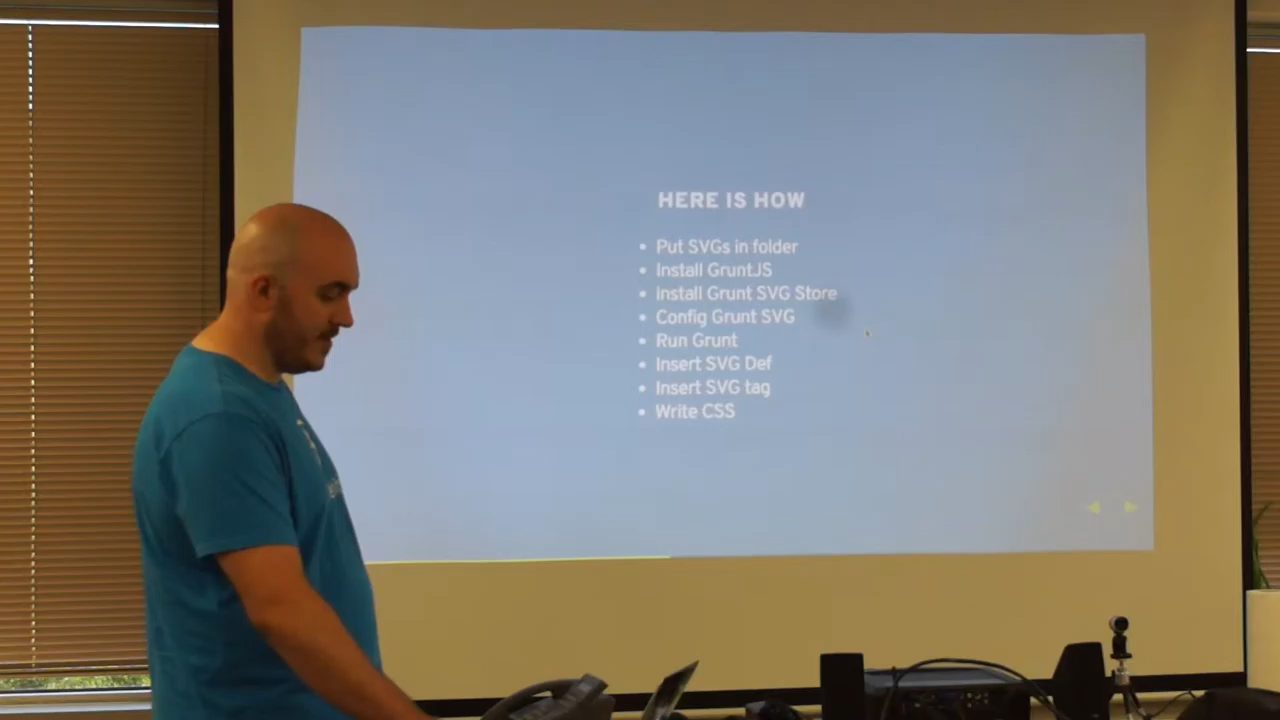 HERE IS HOW
Put SVGs in folder
Install GruntJS
Install Grunt SVG Store
Config Grunt SVG
Run Grunt
Insert SVG Def
Insert SVG tag
Write CSS